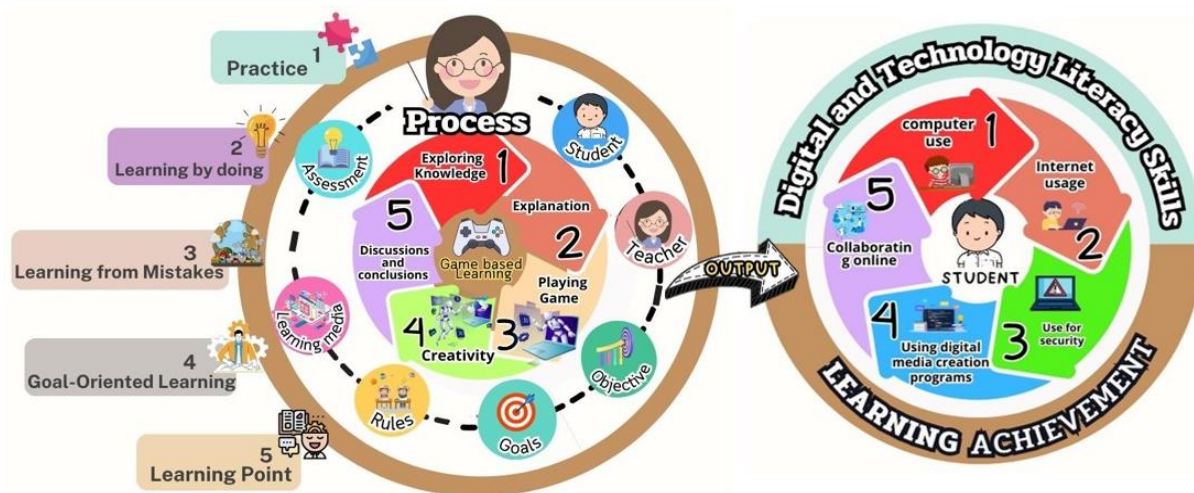 1
Practice
2
Learning by doing
3
Learning from Mistakes
4
Goal-Oriented Learning
5
Learning Point
Process
Student
Teacher
Objective
Goals
Rules
Learning media
Assessment
1
Exploring
Knowledge
Explanation
2
Playing
Game
3
4
Creativity
5
Discussions
and
conclusions
Game based
Learning
OUTPUT
Digital and Technology Literacy Skills
LEARNING ACHIEVEMENT
computer
use
1
Internet
usage
2
Use for
security
3
4
Using digital
media creation
programs
5
Collaboratin
g online
STUDENT